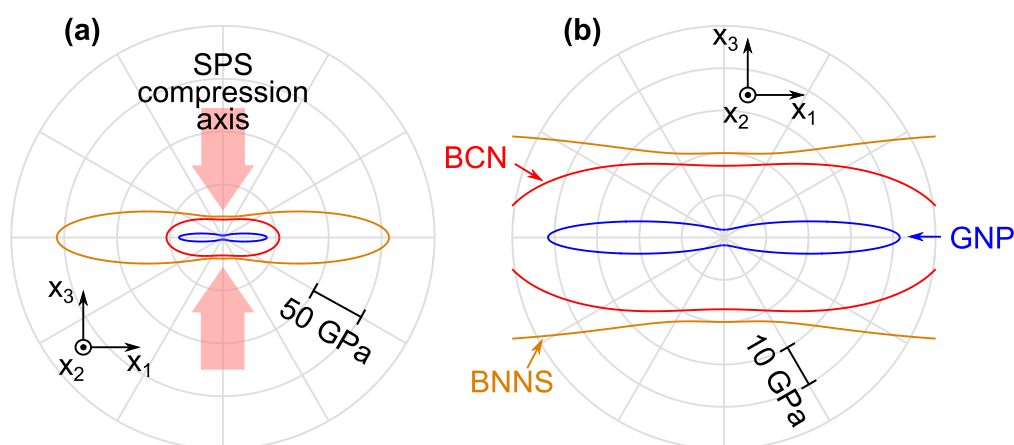 (a)
SPS
compression
axis
x3
x2
x1
50 GPa
(b)
x3
x2
x1
BCN
GNP
BNNS
10 GPa